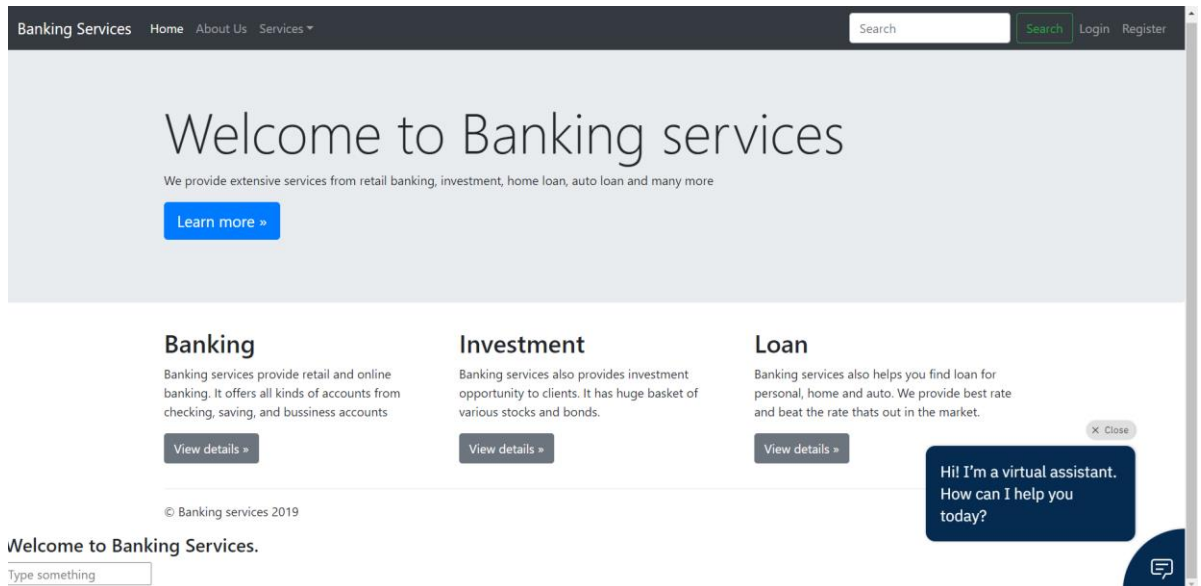 Banking Services Home About Us Services Search Search Login Register
Welcome to Banking services
We provide extensive services from retail banking, investment, home loan, auto loan and many more
Learn more »
Banking
Banking services provide retail and online
banking. It offers all kinds of accounts from
checking, saving, and bussiness accounts
View details »
Investment
Banking services also provides investment
opportunity to clients. It has huge basket of
various stocks and bonds.
View details »
Loan
Banking services also helps you find loan for
personal, home and auto. We provide best rate
and beat the rate thats out in the market.
View details »
× Close
Hi! I'm a virtual assistant.
How can I help you
today?
© Banking services 2019
Welcome to Banking Services.
Type something